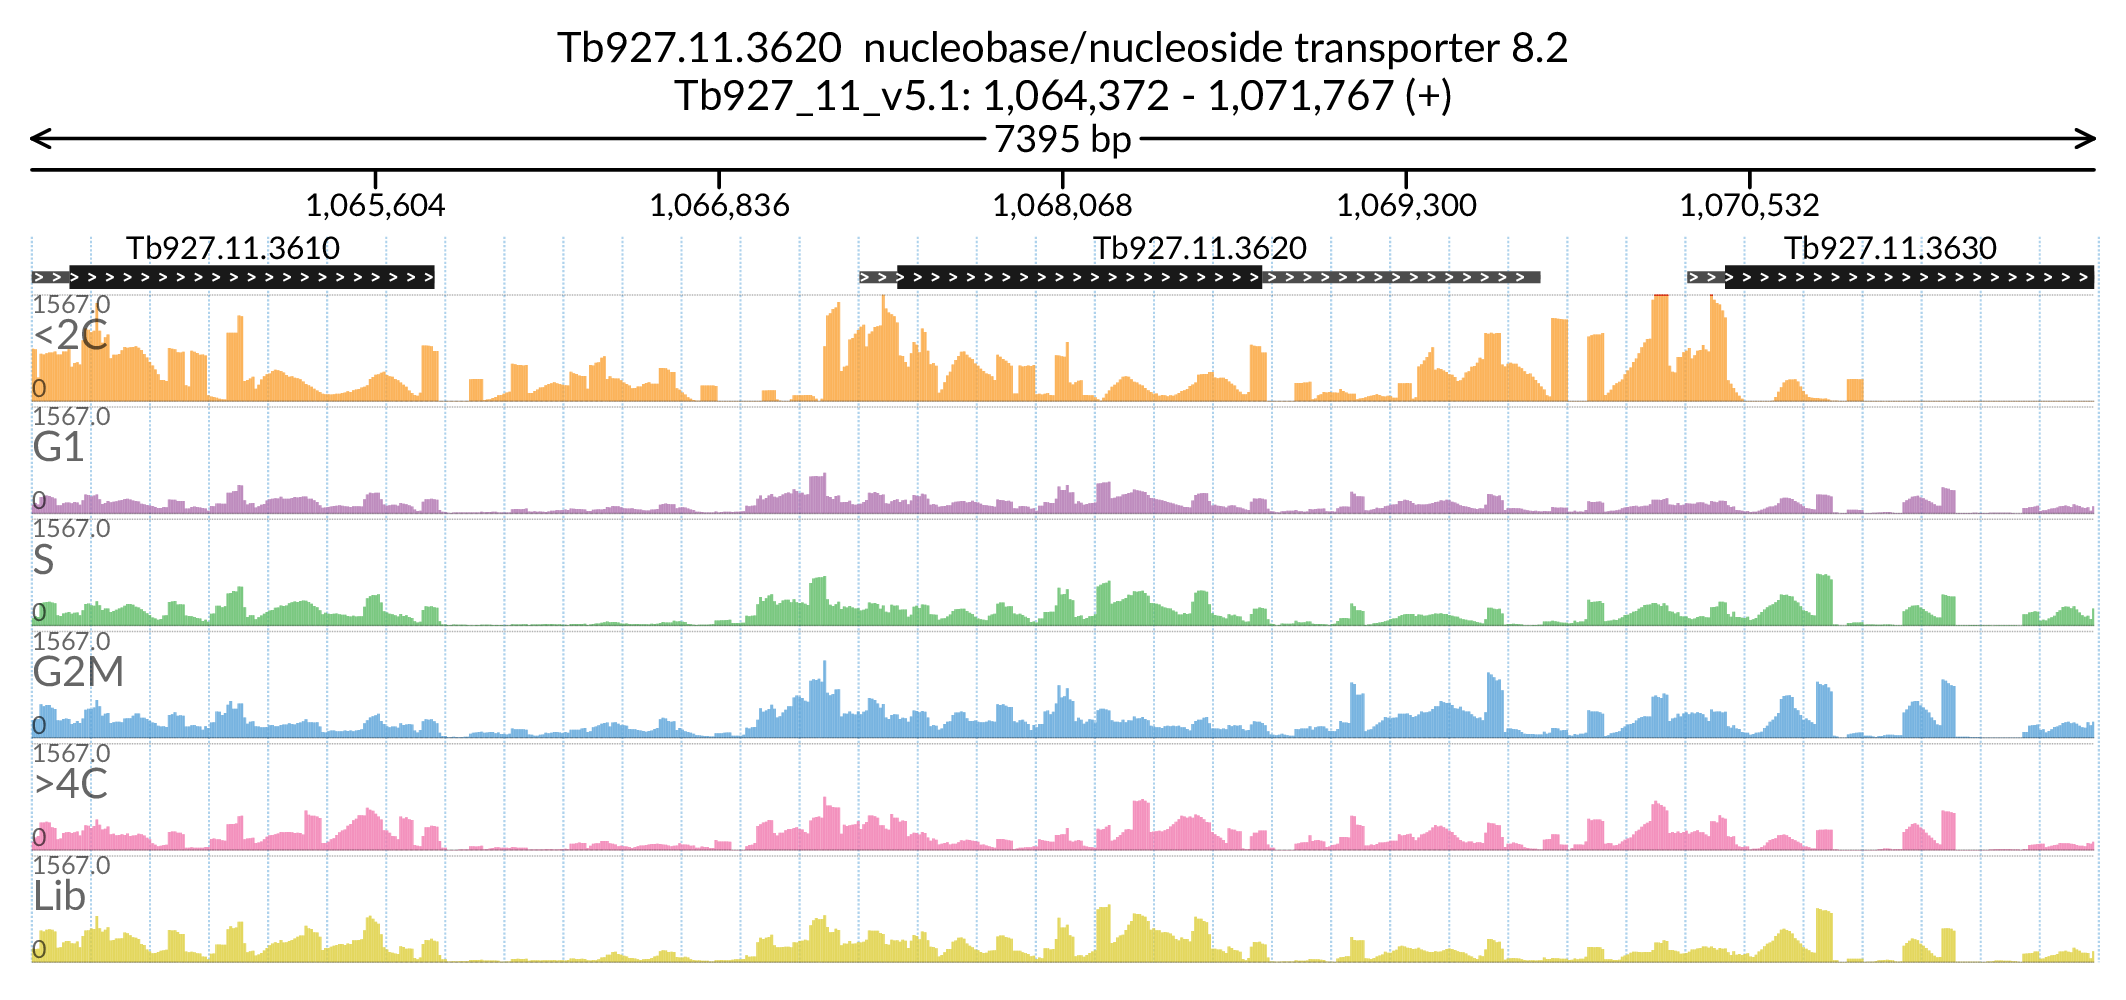 Tb927.11.3620  nucleobase/nucleoside transporter 8.2
Tb927_11_v5.1: 1,064,372 - 1,071,767 (+)
7395 bp
1,065,604 1,066,836 1,068,068 1,069,300 1,070,532
Tb927.11.3610 Tb927.11.3620 Tb927.11.3630
1567.0
<2C
0
1567.0
G1
0
1567.0
S
0
1567.0
G2M
0
1567.0
>4C
0
1567.0
Lib
0